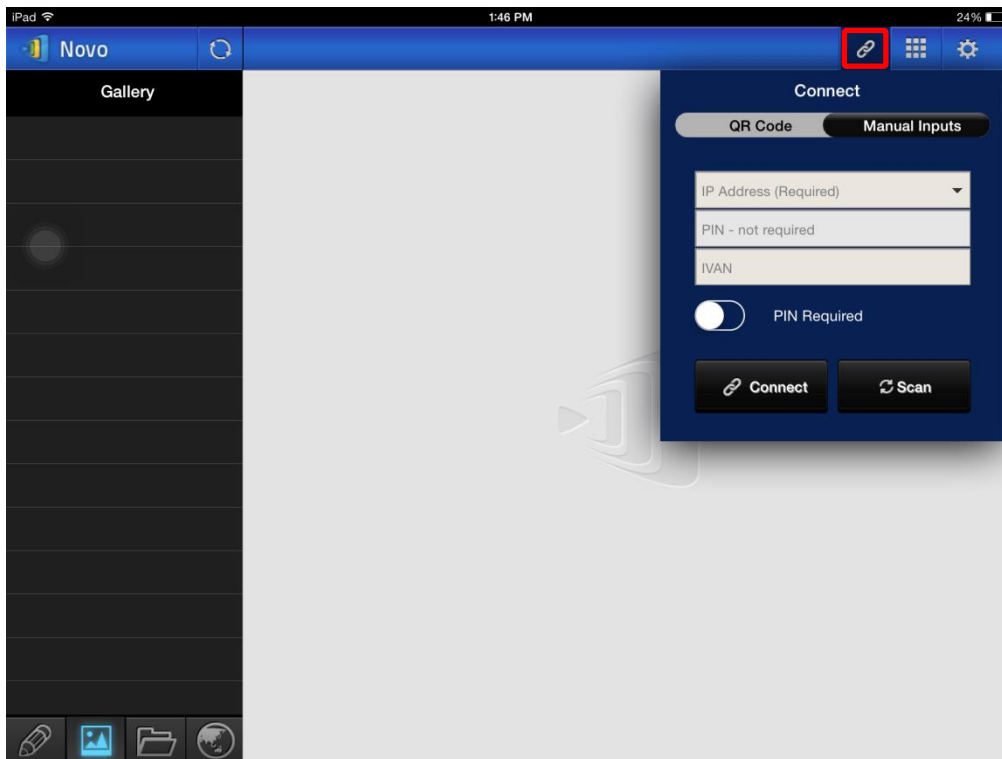 iPad 1:46 PM 24%
Novo
Gallery
Connect
QR Code Manual Inputs
IP Address (Required)
PIN - not required
IVAN
PIN Required
Connect Scan